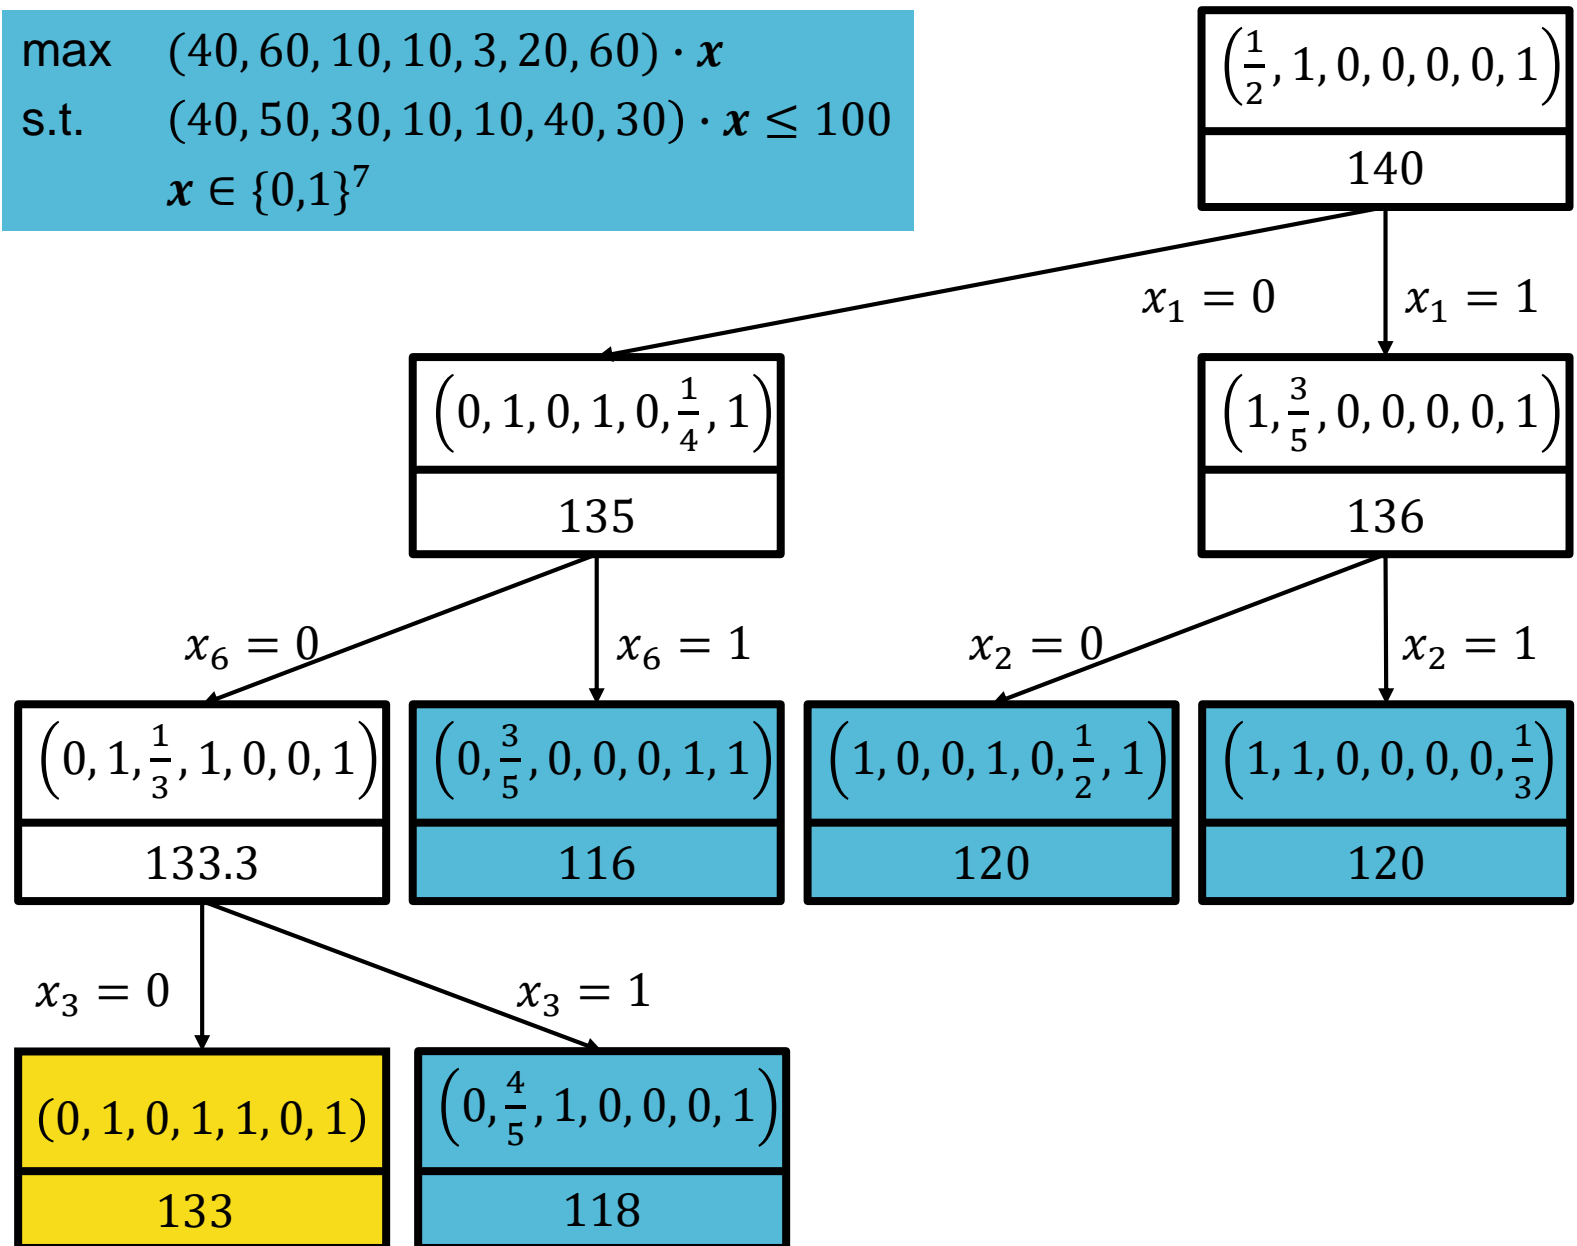 max (40, 60, 10, 10, 3, 20, 60) · x
s.t. (40, 50, 30, 10, 10, 40, 30) · x ≤ 100
x ∈ {0,1}⁷
(1/2, 1, 0, 0, 0, 0, 1)
140
x₁ = 0
x₁ = 1
(0, 1, 0, 1, 0, 1/4, 1)
135
(1, 3/5, 0, 0, 0, 0, 1)
136
x₆ = 0
x₆ = 1
x₂ = 0
x₂ = 1
(0, 1, 1/3, 1, 0, 0, 1)
133.3
(0, 3/5, 0, 0, 0, 1, 1)
116
(1, 0, 0, 1, 0, 1/2, 1)
120
(1, 1, 0, 0, 0, 0, 1/3)
120
x₃ = 0
x₃ = 1
(0, 1, 0, 1, 1, 0, 1)
133
(0, 4/5, 1, 0, 0, 0, 1)
118